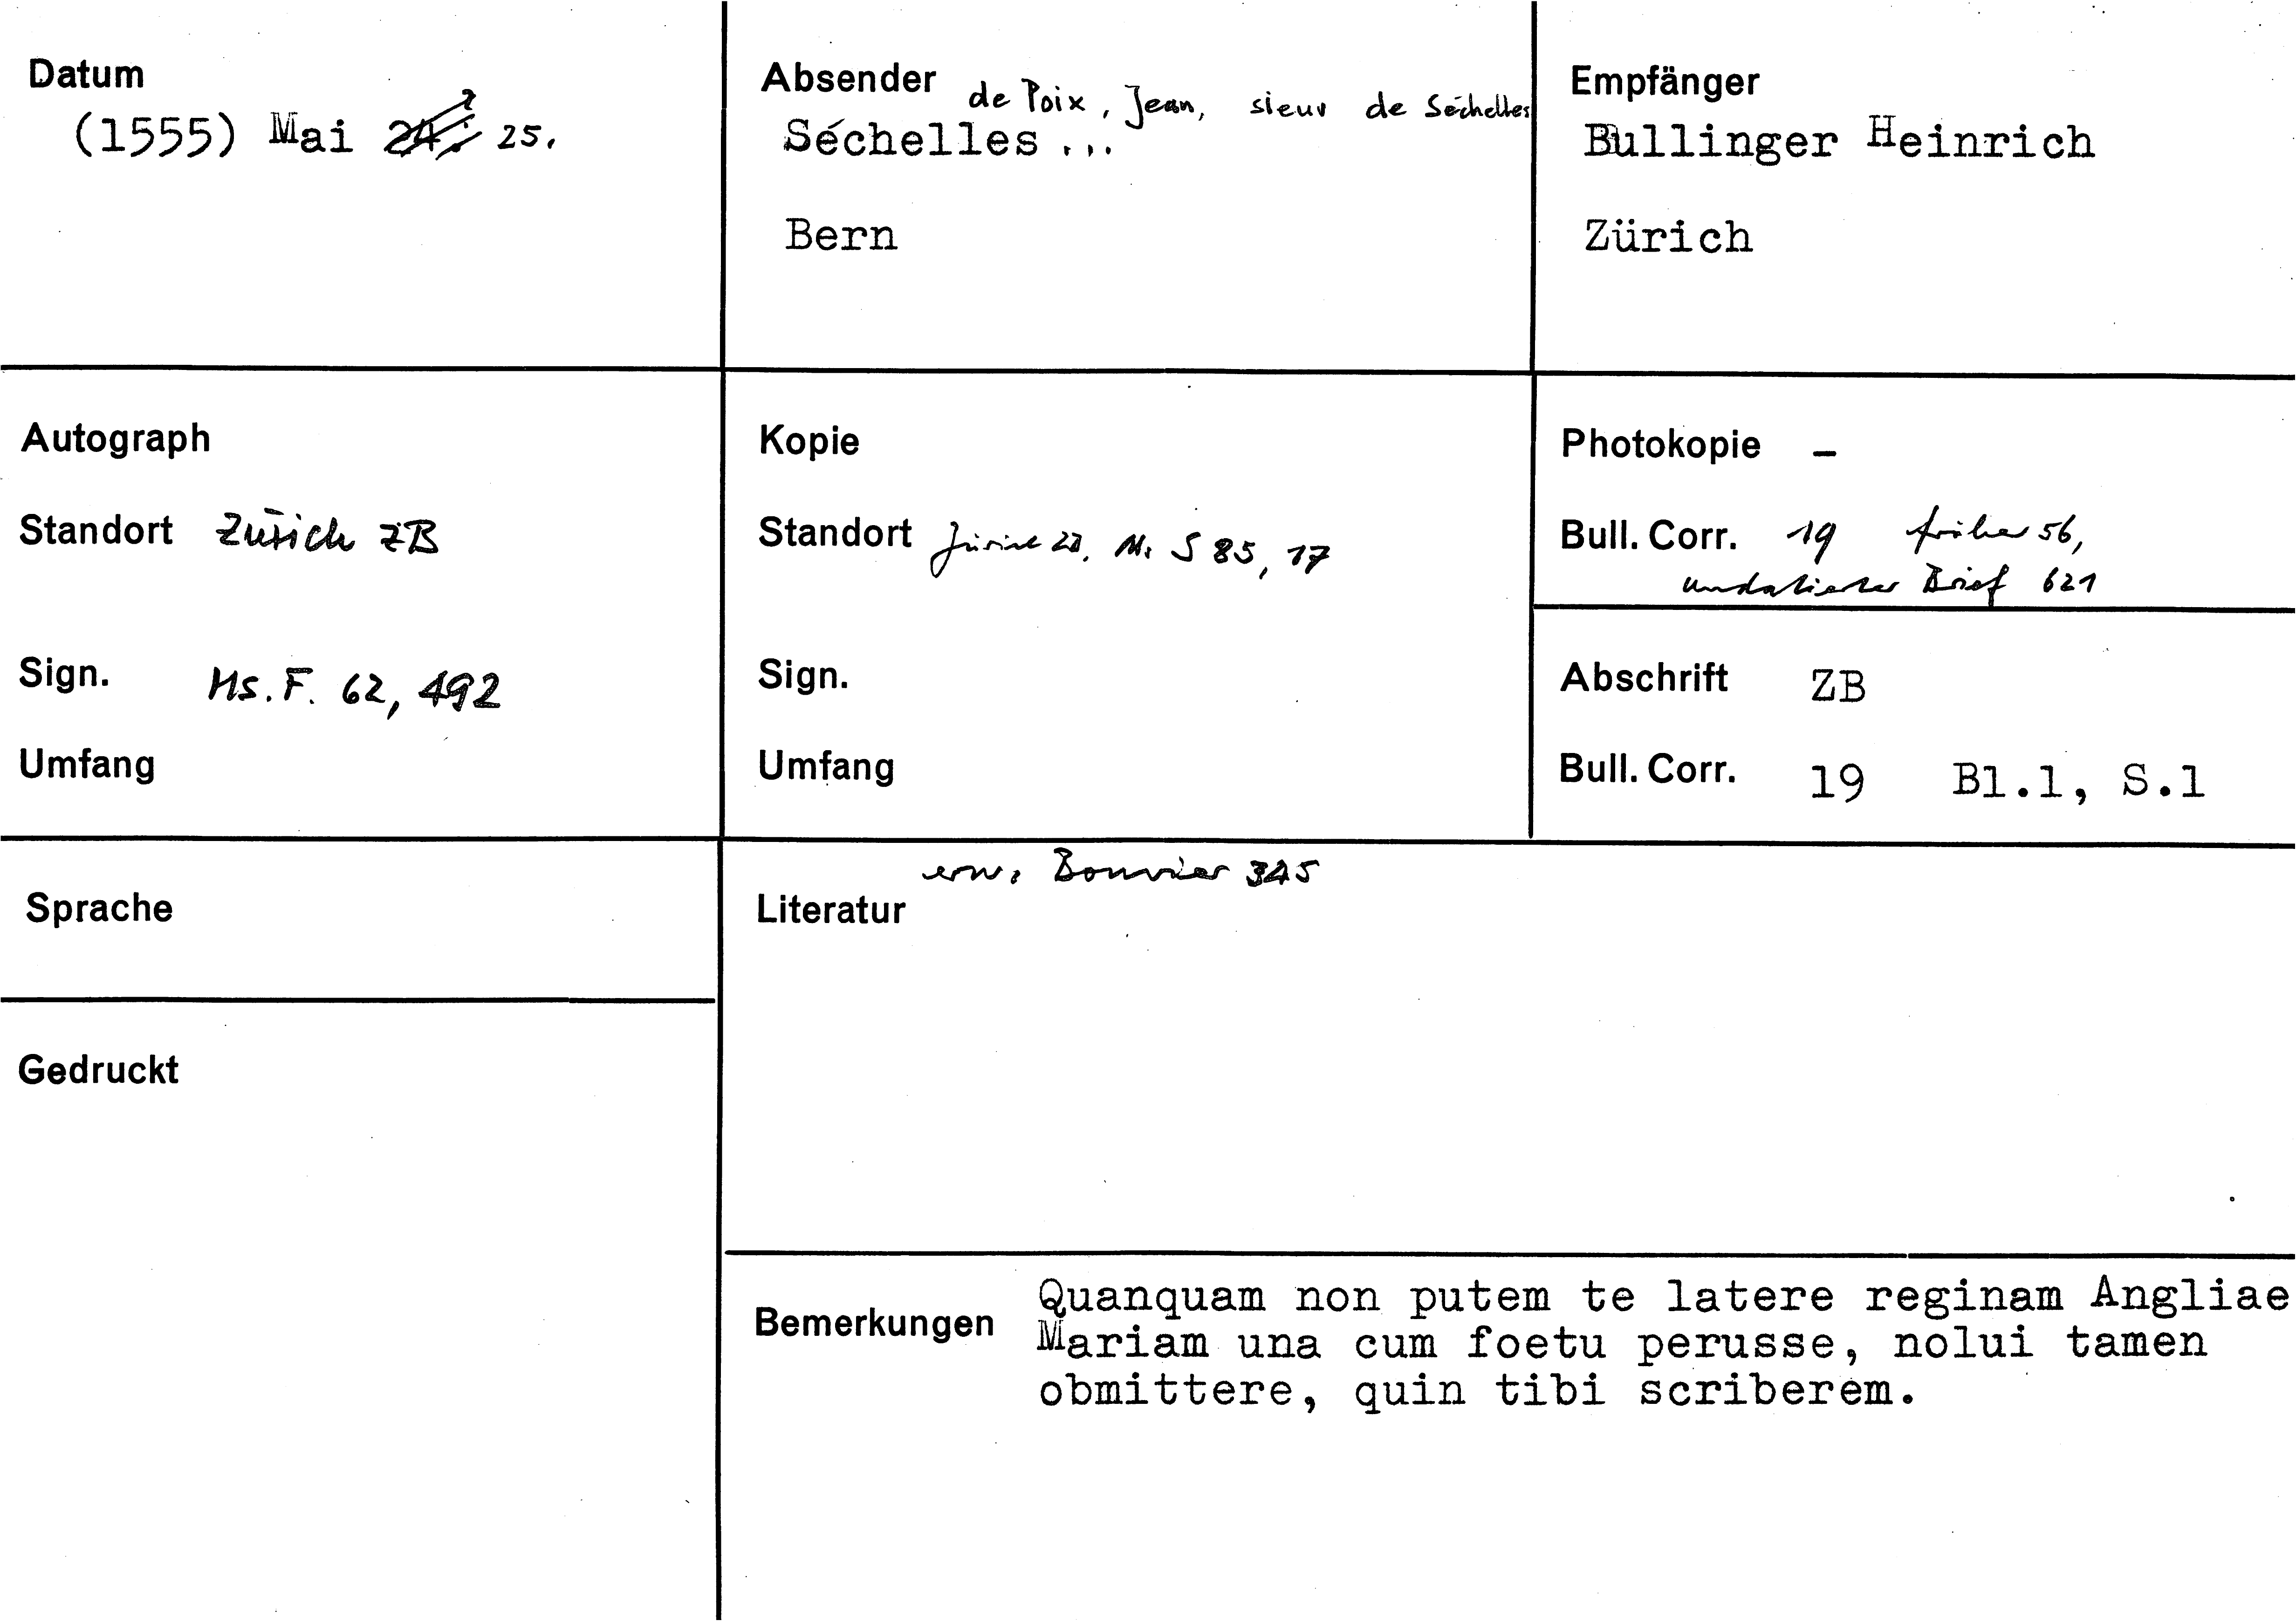 Datum
(1555) Mai 24. ? 25.
Absender de Poix, Jean, sieur de Séchelles
Séchelles ...
Bern
Empfänger
Bullinger Heinrich
Zürich
Autograph
Standort Zürich ZB
Sign. Ms. F. 62, 492
Umfang
Kopie
Standort Zürich ZB, Ms S 85, 17
Sign.
Umfang
Photokopie –
Bull. Corr. 19 früher 56,
undatierter Brief 621
Abschrift ZB
Bull. Corr. 19 Bl.1, S.1
Sprache
Gedruckt
erw. Bouvier 345
Literatur
Bemerkungen Quanquam non putem te latere reginam Angliae
Mariam una cum foetu perusse, nolui tamen
obmittere, quin tibi scriberem.